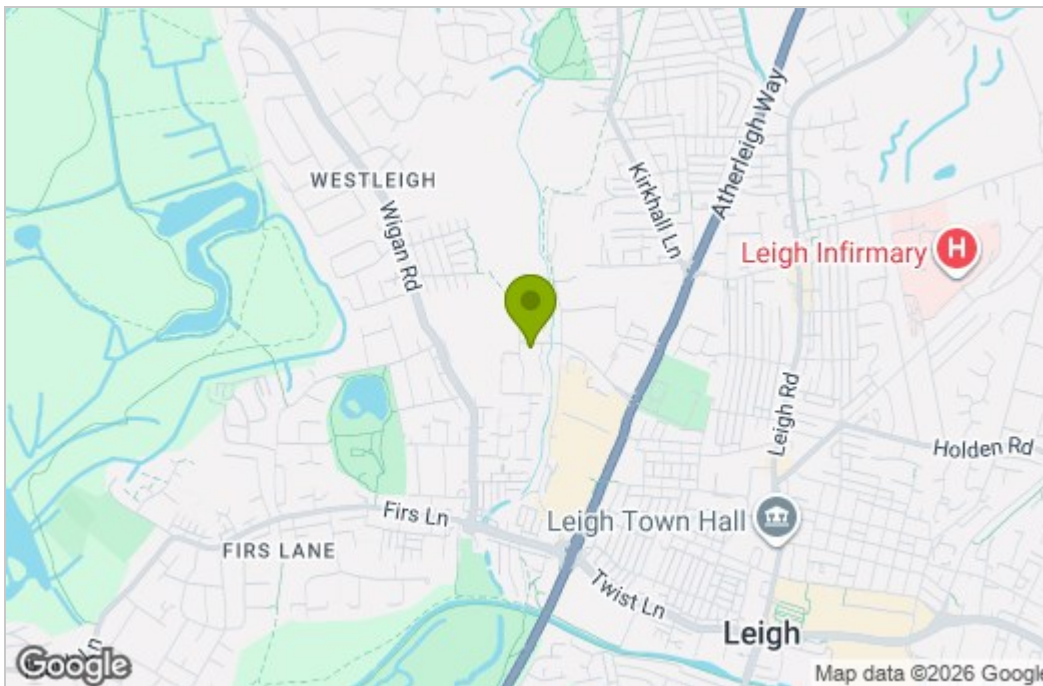 WESTLEIGH
Wigan Rd
Kirkhall Ln
Atherleigh Way
Leigh Infirmary
H
Leigh Rd
Holden Rd
Firs Ln
Leigh Town Hall
FIRS LANE
Twist Ln
Leigh
Ln
Google
Map data ©2026 Google